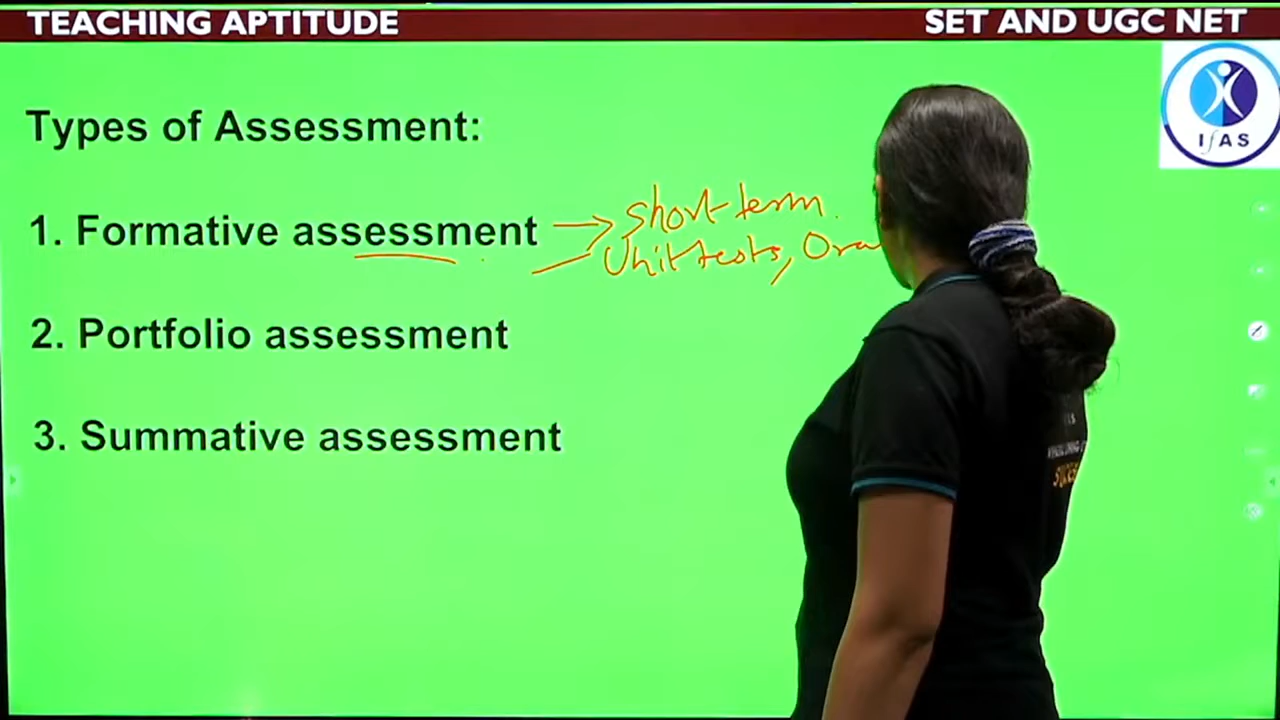 TEACHING APTITUDE
SET AND UGC NET
IfAS
Types of Assessment:
1. Formative assessment
short term
Unit tests, Ora
2. Portfolio assessment
3. Summative assessment